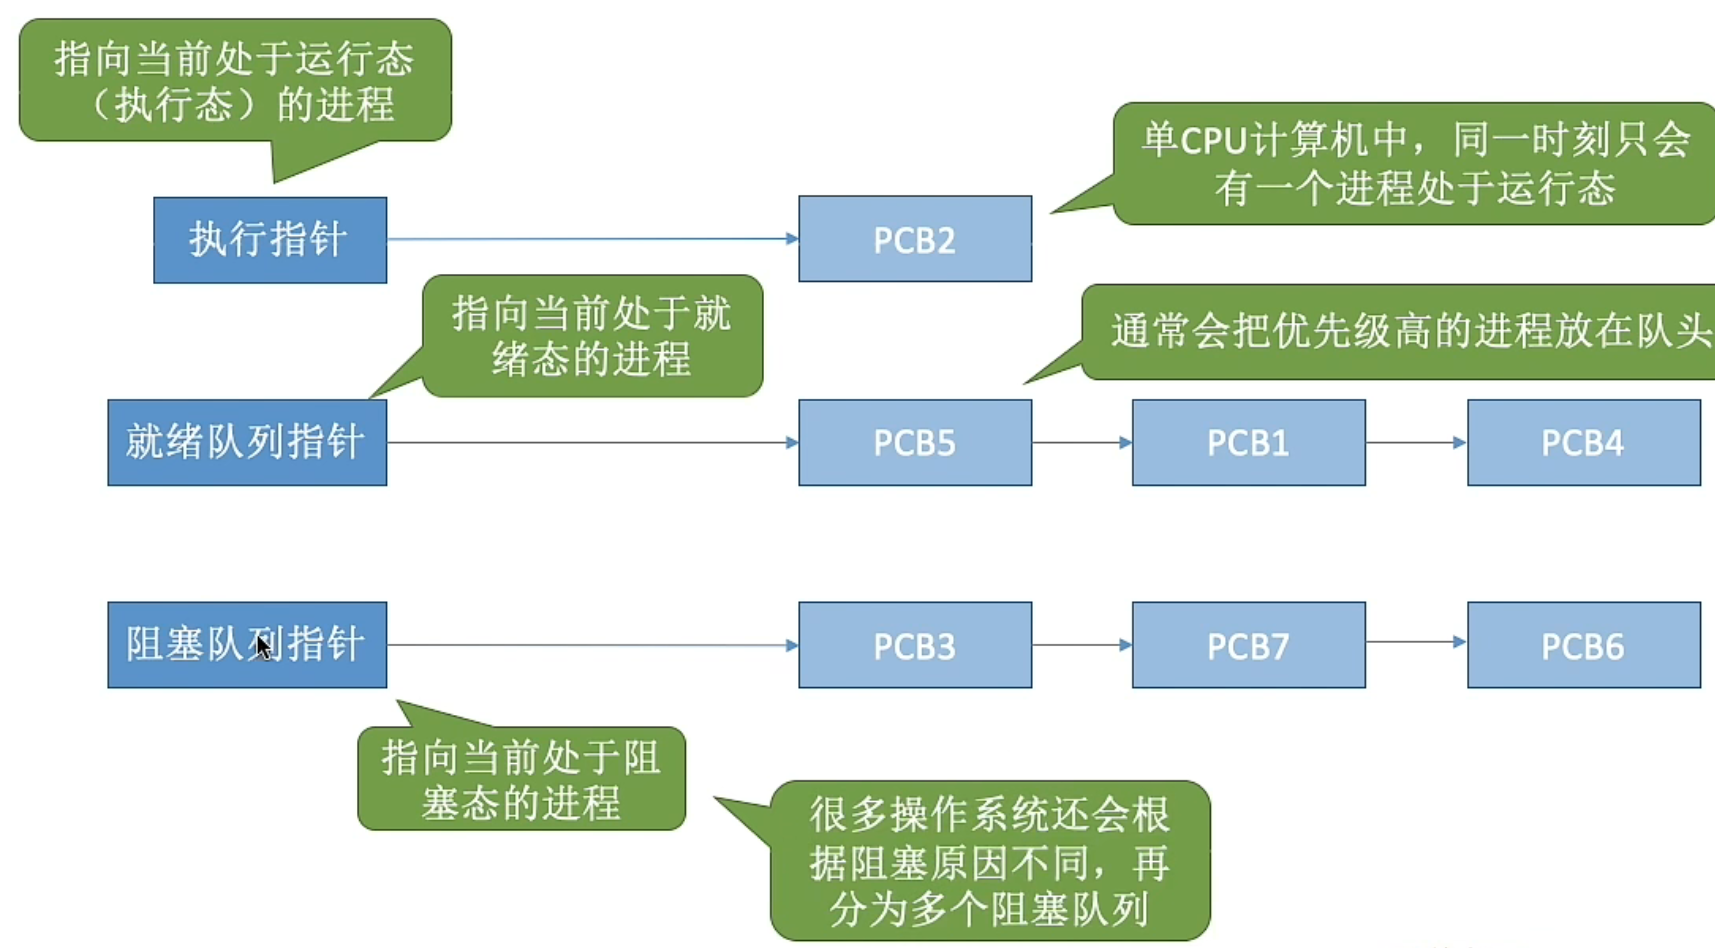 指向当前处于运行态
（执行态）的进程
单CPU计算机中，同一时刻只会
有一个进程处于运行态
执行指针
PCB2
指向当前处于就
绪态的进程
通常会把优先级高的进程放在队头
就绪队列指针
PCB5
PCB1
PCB4
阻塞队列指针
PCB3
PCB7
PCB6
指向当前处于阻
塞态的进程
很多操作系统还会根
据阻塞原因不同，再
分为多个阻塞队列